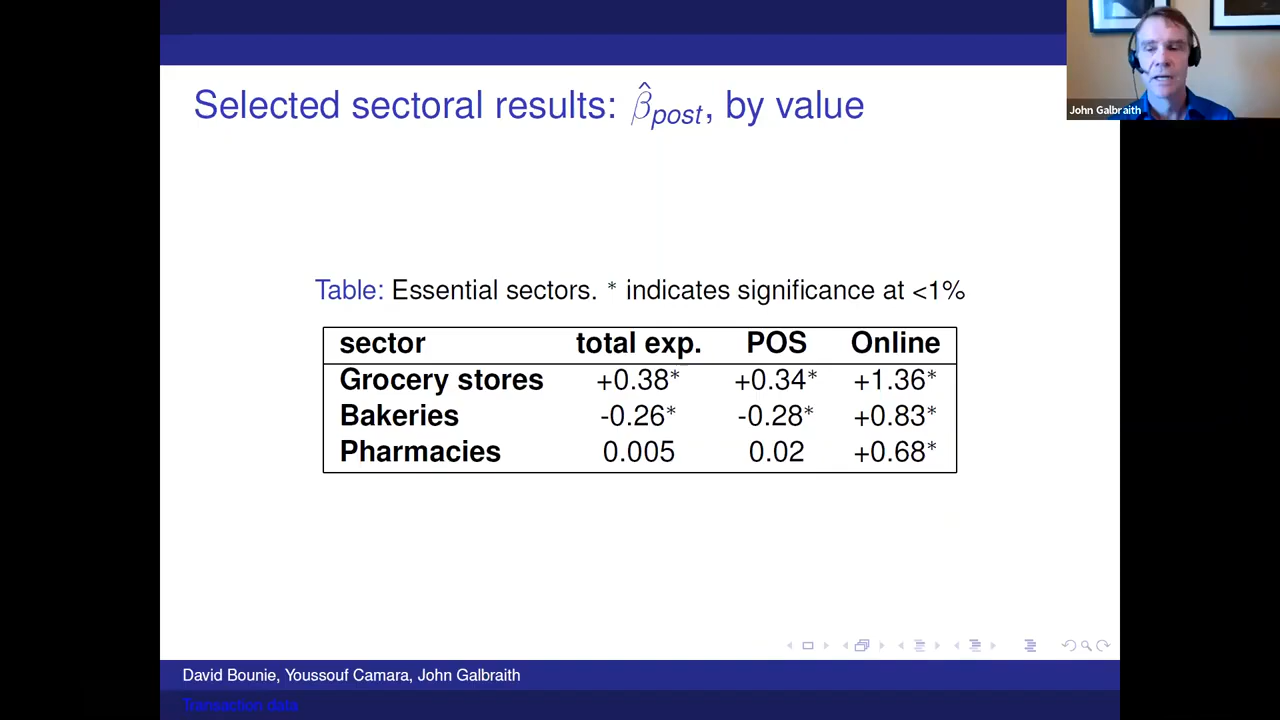 John Galbraith
Selected sectoral results: β̂post, by value
Table: Essential sectors. * indicates significance at <1%
sector total exp. POS Online
Grocery stores +0.38* +0.34* +1.36*
Bakeries -0.26* -0.28* +0.83*
Pharmacies 0.005 0.02 +0.68*
David Bounie, Youssouf Camara, John Galbraith
Transaction data